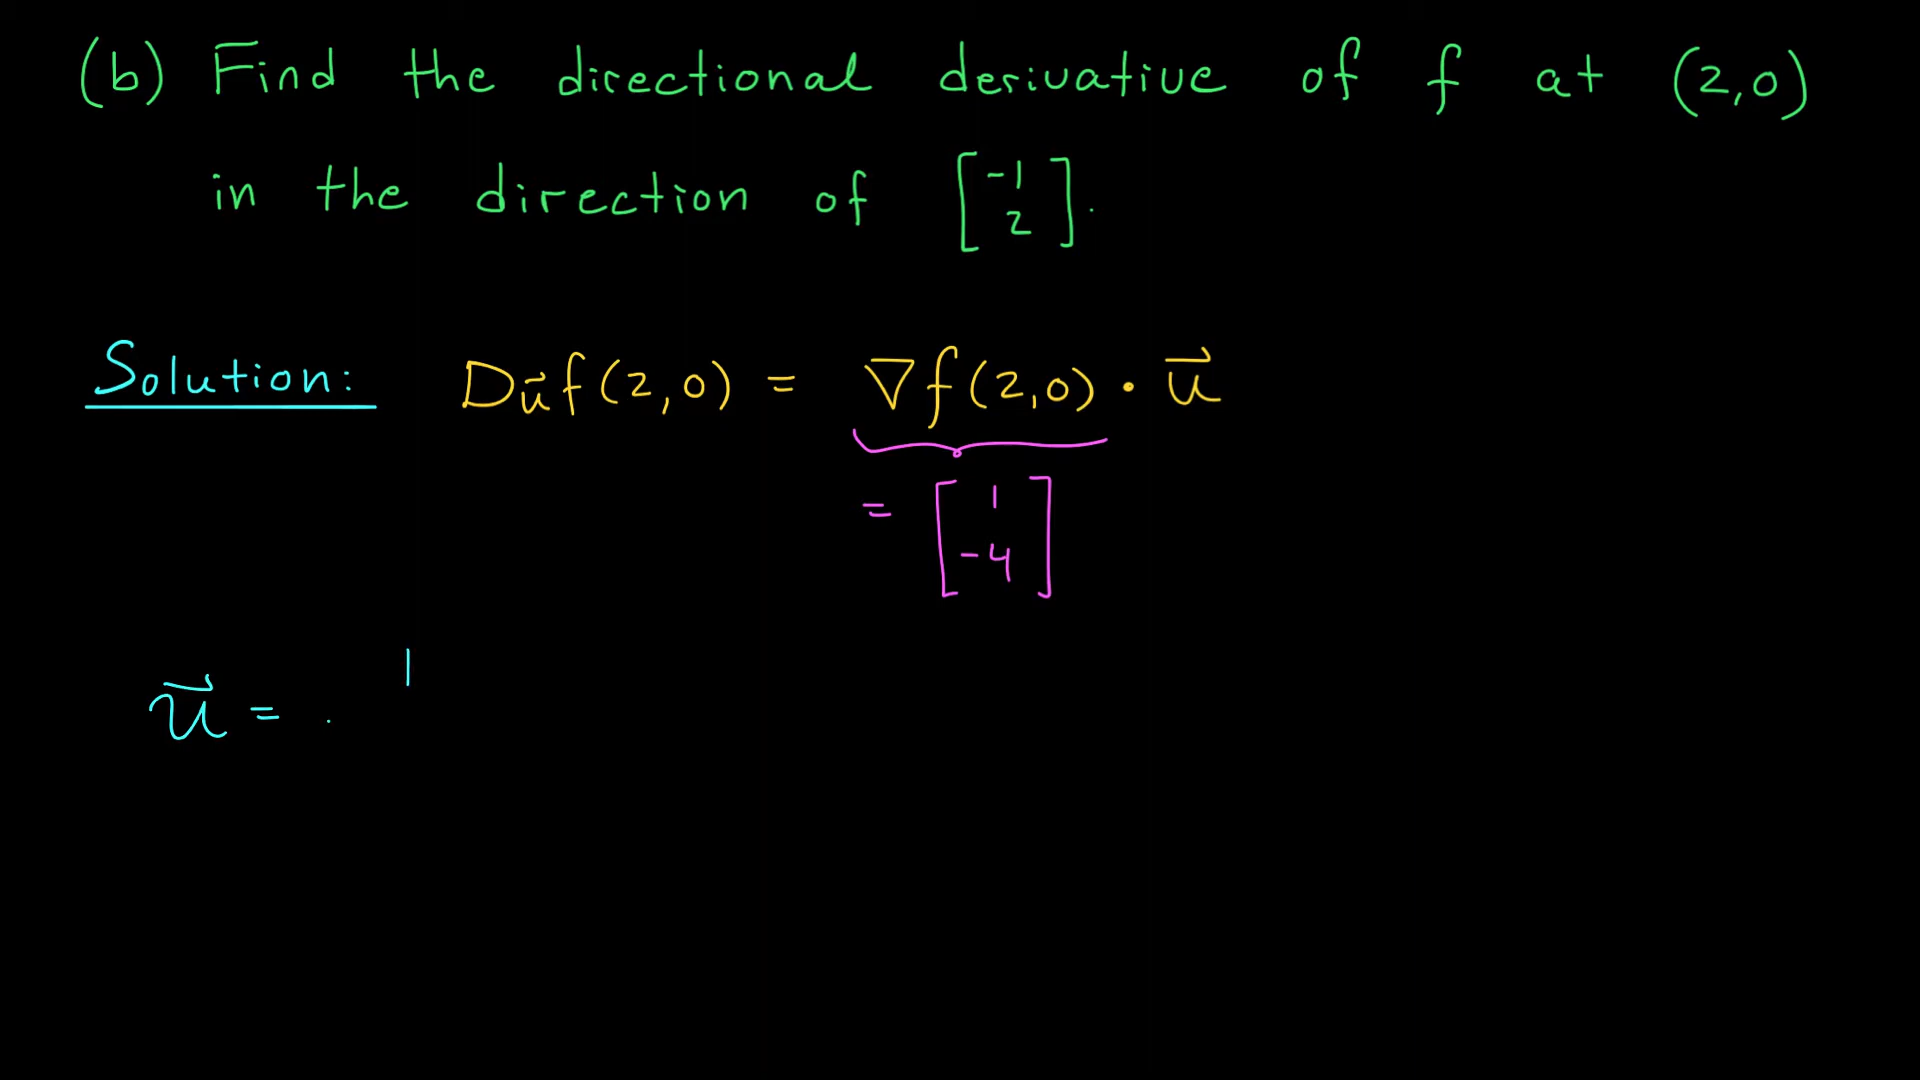 (b) Find the directional derivative of f at (2,0)
in the direction of [-1 2].
Solution: Du⃗f(2,0) = ∇f(2,0) • u⃗
= [1 -4]
u⃗ = 1